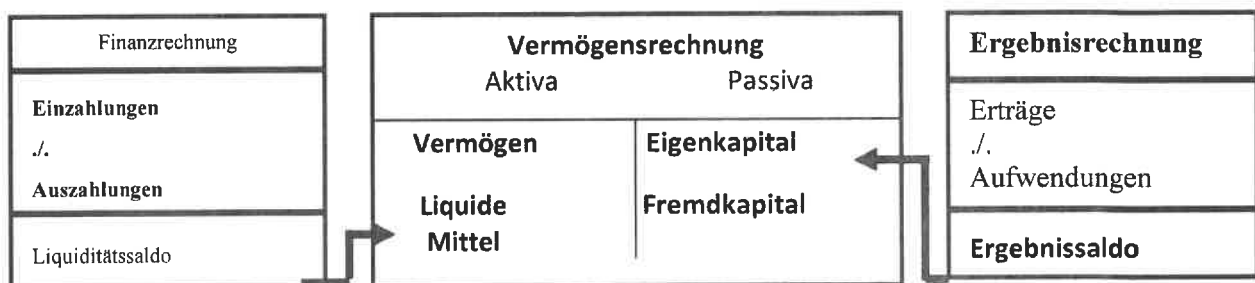 Finanzrechnung
Einzahlungen
./.
Auszahlungen
Liquiditätssaldo
Vermögensrechnung
Aktiva Passiva
Vermögen Eigenkapital
Liquide Fremdkapital
Mittel
Ergebnisrechnung
Erträge
./.
Aufwendungen
Ergebnissaldo